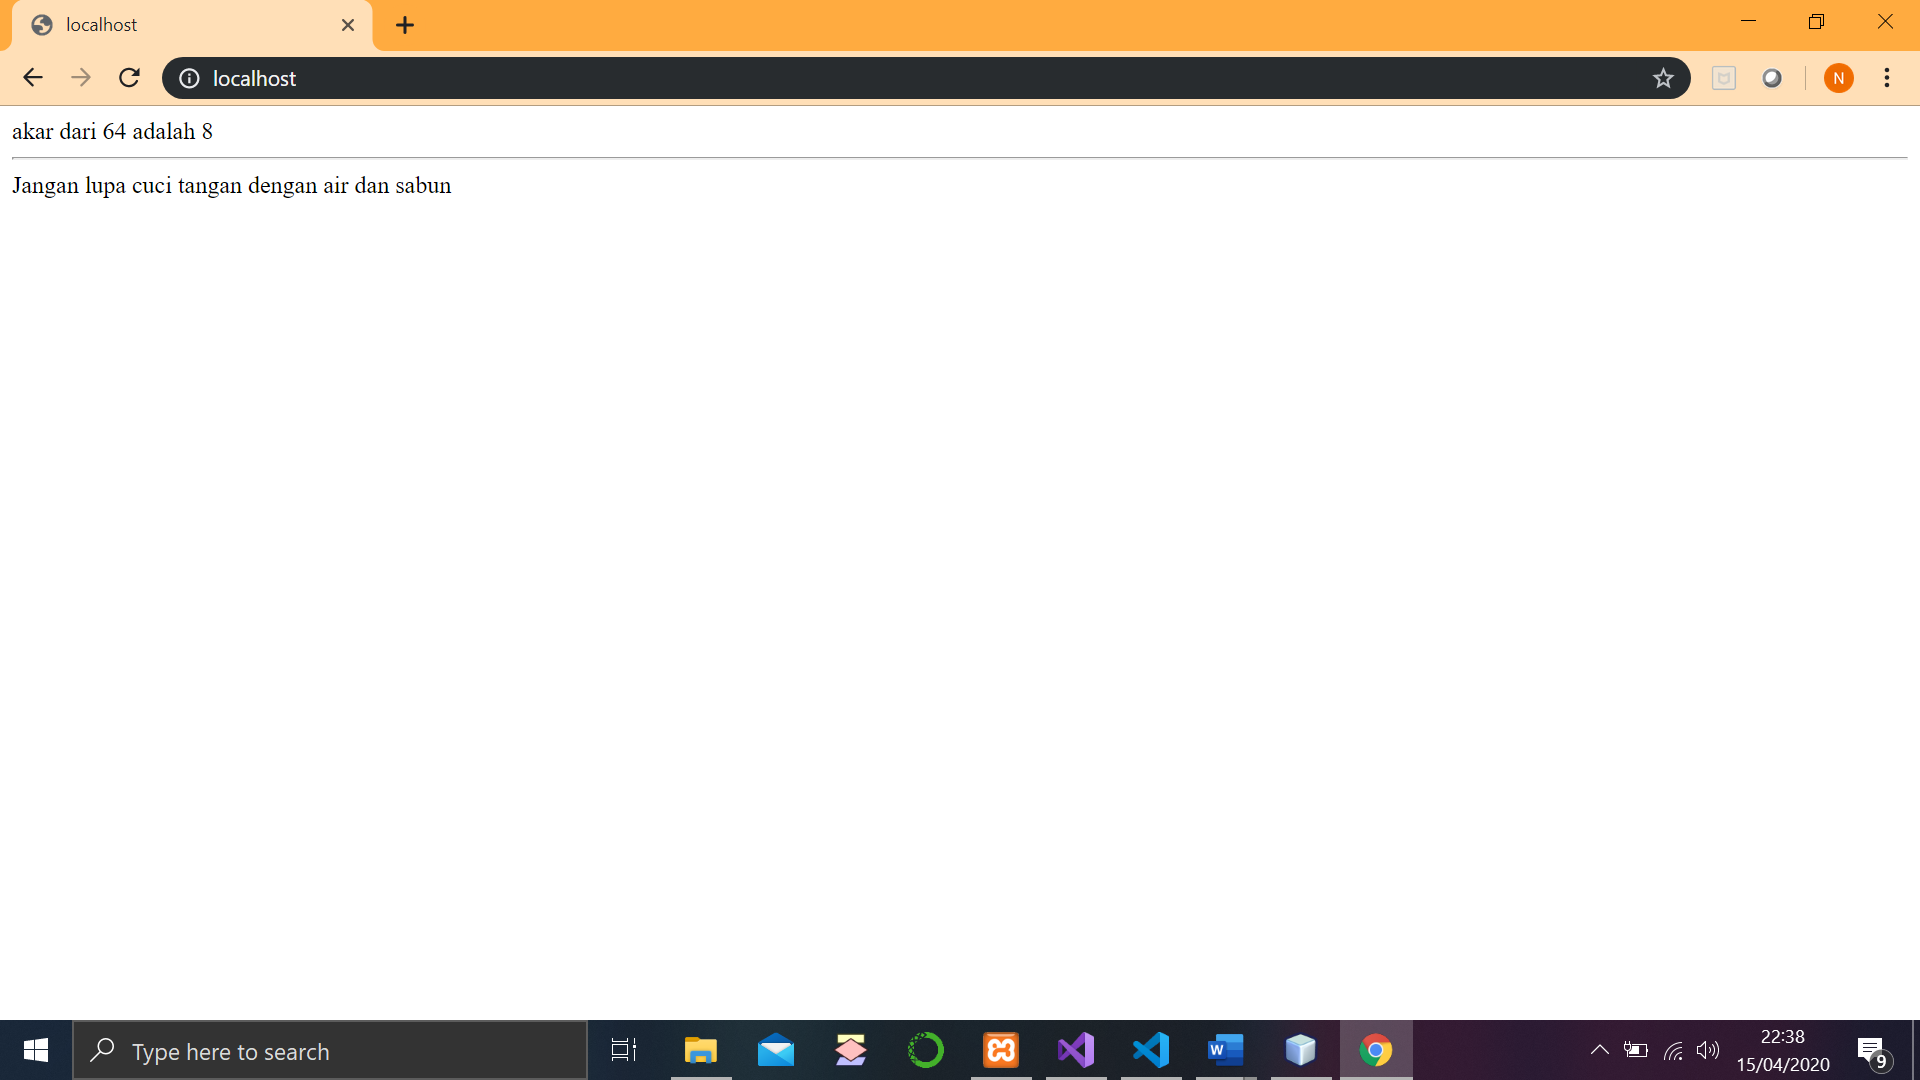 localhost
localhost
N
akar dari 64 adalah 8
Jangan lupa cuci tangan dengan air dan sabun
Type here to search
W
22:38
15/04/2020
9